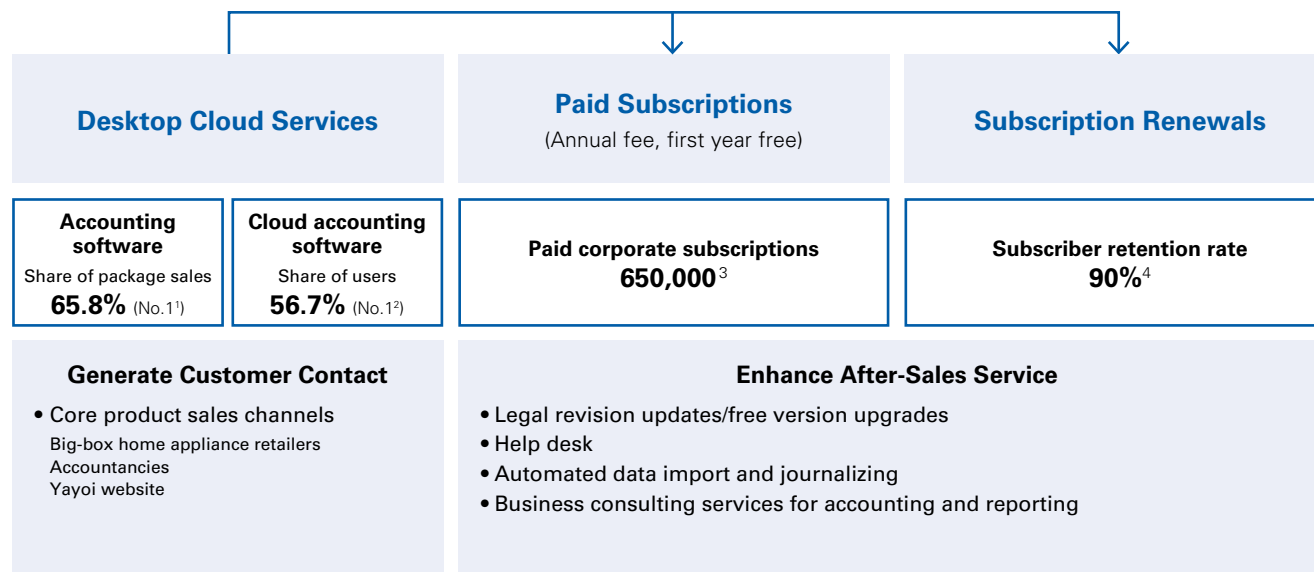 Desktop Cloud Services
Paid Subscriptions
(Annual fee, first year free)
Subscription Renewals
Accounting
software
Share of package sales
65.8% (No.1¹)
Cloud accounting
software
Share of users
56.7% (No.1²)
Paid corporate subscriptions
650,000³
Subscriber retention rate
90%⁴
Generate Customer Contact
• Core product sales channels
Big-box home appliance retailers
Accountancies
Yayoi website
Enhance After-Sales Service
• Legal revision updates/free version upgrades
• Help desk
• Automated data import and journalizing
• Business consulting services for accounting and reporting